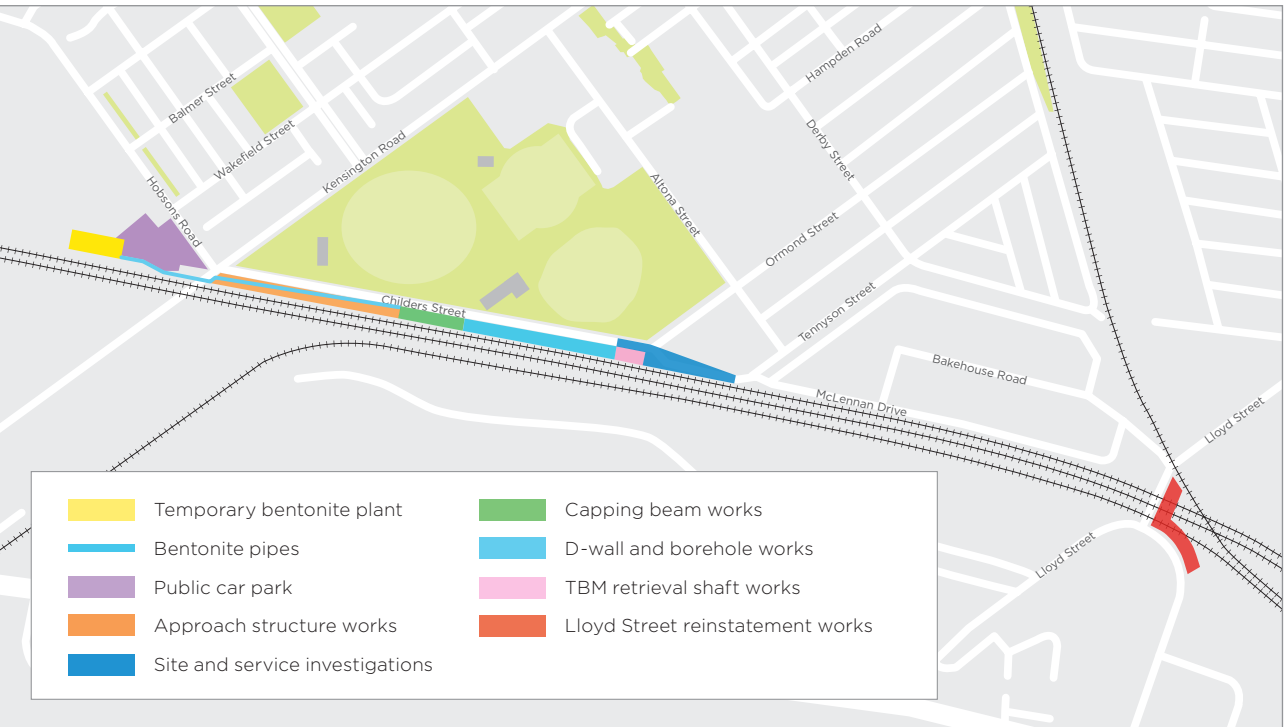 Hampden Road
Balmer Street
Wakefield Street
Kensington Road
Derby Street
Hobsons Road
Altona Street
Ormond Street
Childers Street
Tennyson Street
Bakehouse Road
McLennan Drive
Lloyd Street
Lloyd Street
Temporary bentonite plant
Bentonite pipes
Public car park
Approach structure works
Site and service investigations
Capping beam works
D-wall and borehole works
TBM retrieval shaft works
Lloyd Street reinstatement works